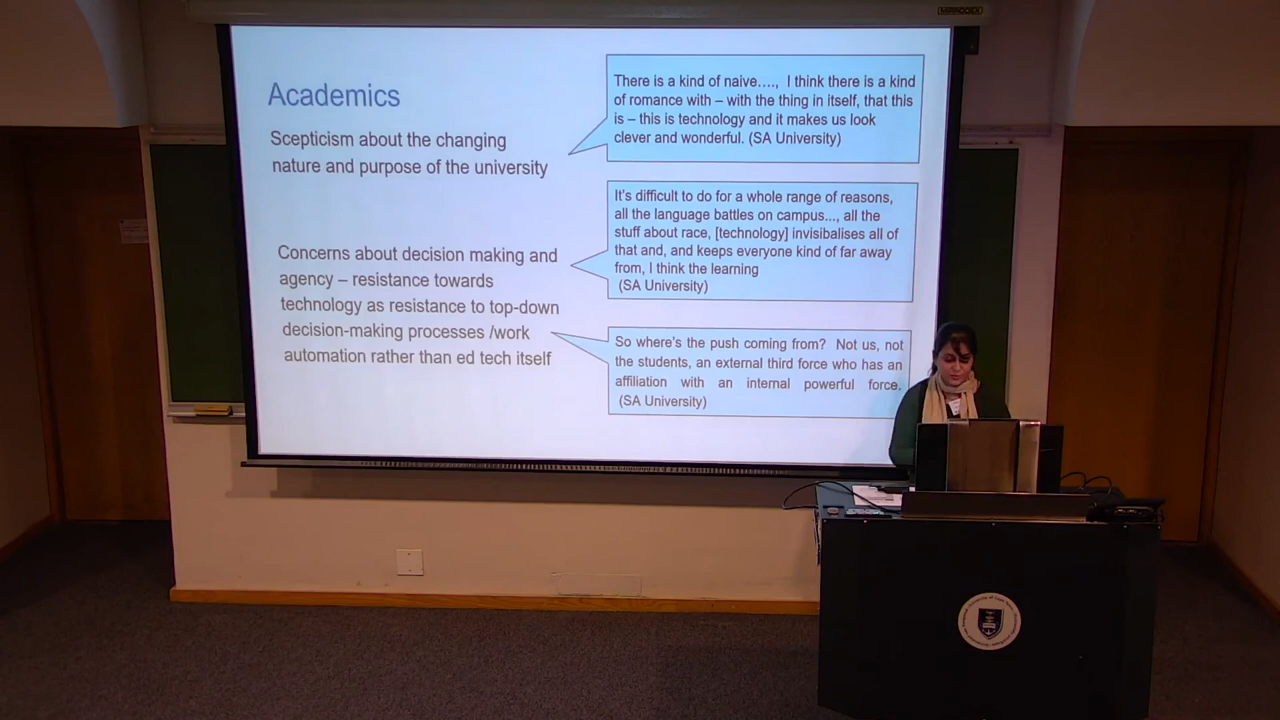 Academics
Scepticism about the changing
nature and purpose of the university
Concerns about decision making and
agency – resistance towards
technology as resistance to top-down
decision-making processes /work
automation rather than ed tech itself
There is a kind of naive…., I think there is a kind
of romance with – with the thing in itself, that this
is – this is technology and it makes us look
clever and wonderful. (SA University)
It's difficult to do for a whole range of reasons,
all the language battles on campus..., all the
stuff about race, [technology] invisibalises all of
that and, and keeps everyone kind of far away
from, I think the learning
(SA University)
So where's the push coming from? Not us, not
the students, an external third force who has an
affiliation with an internal powerful force.
(SA University)